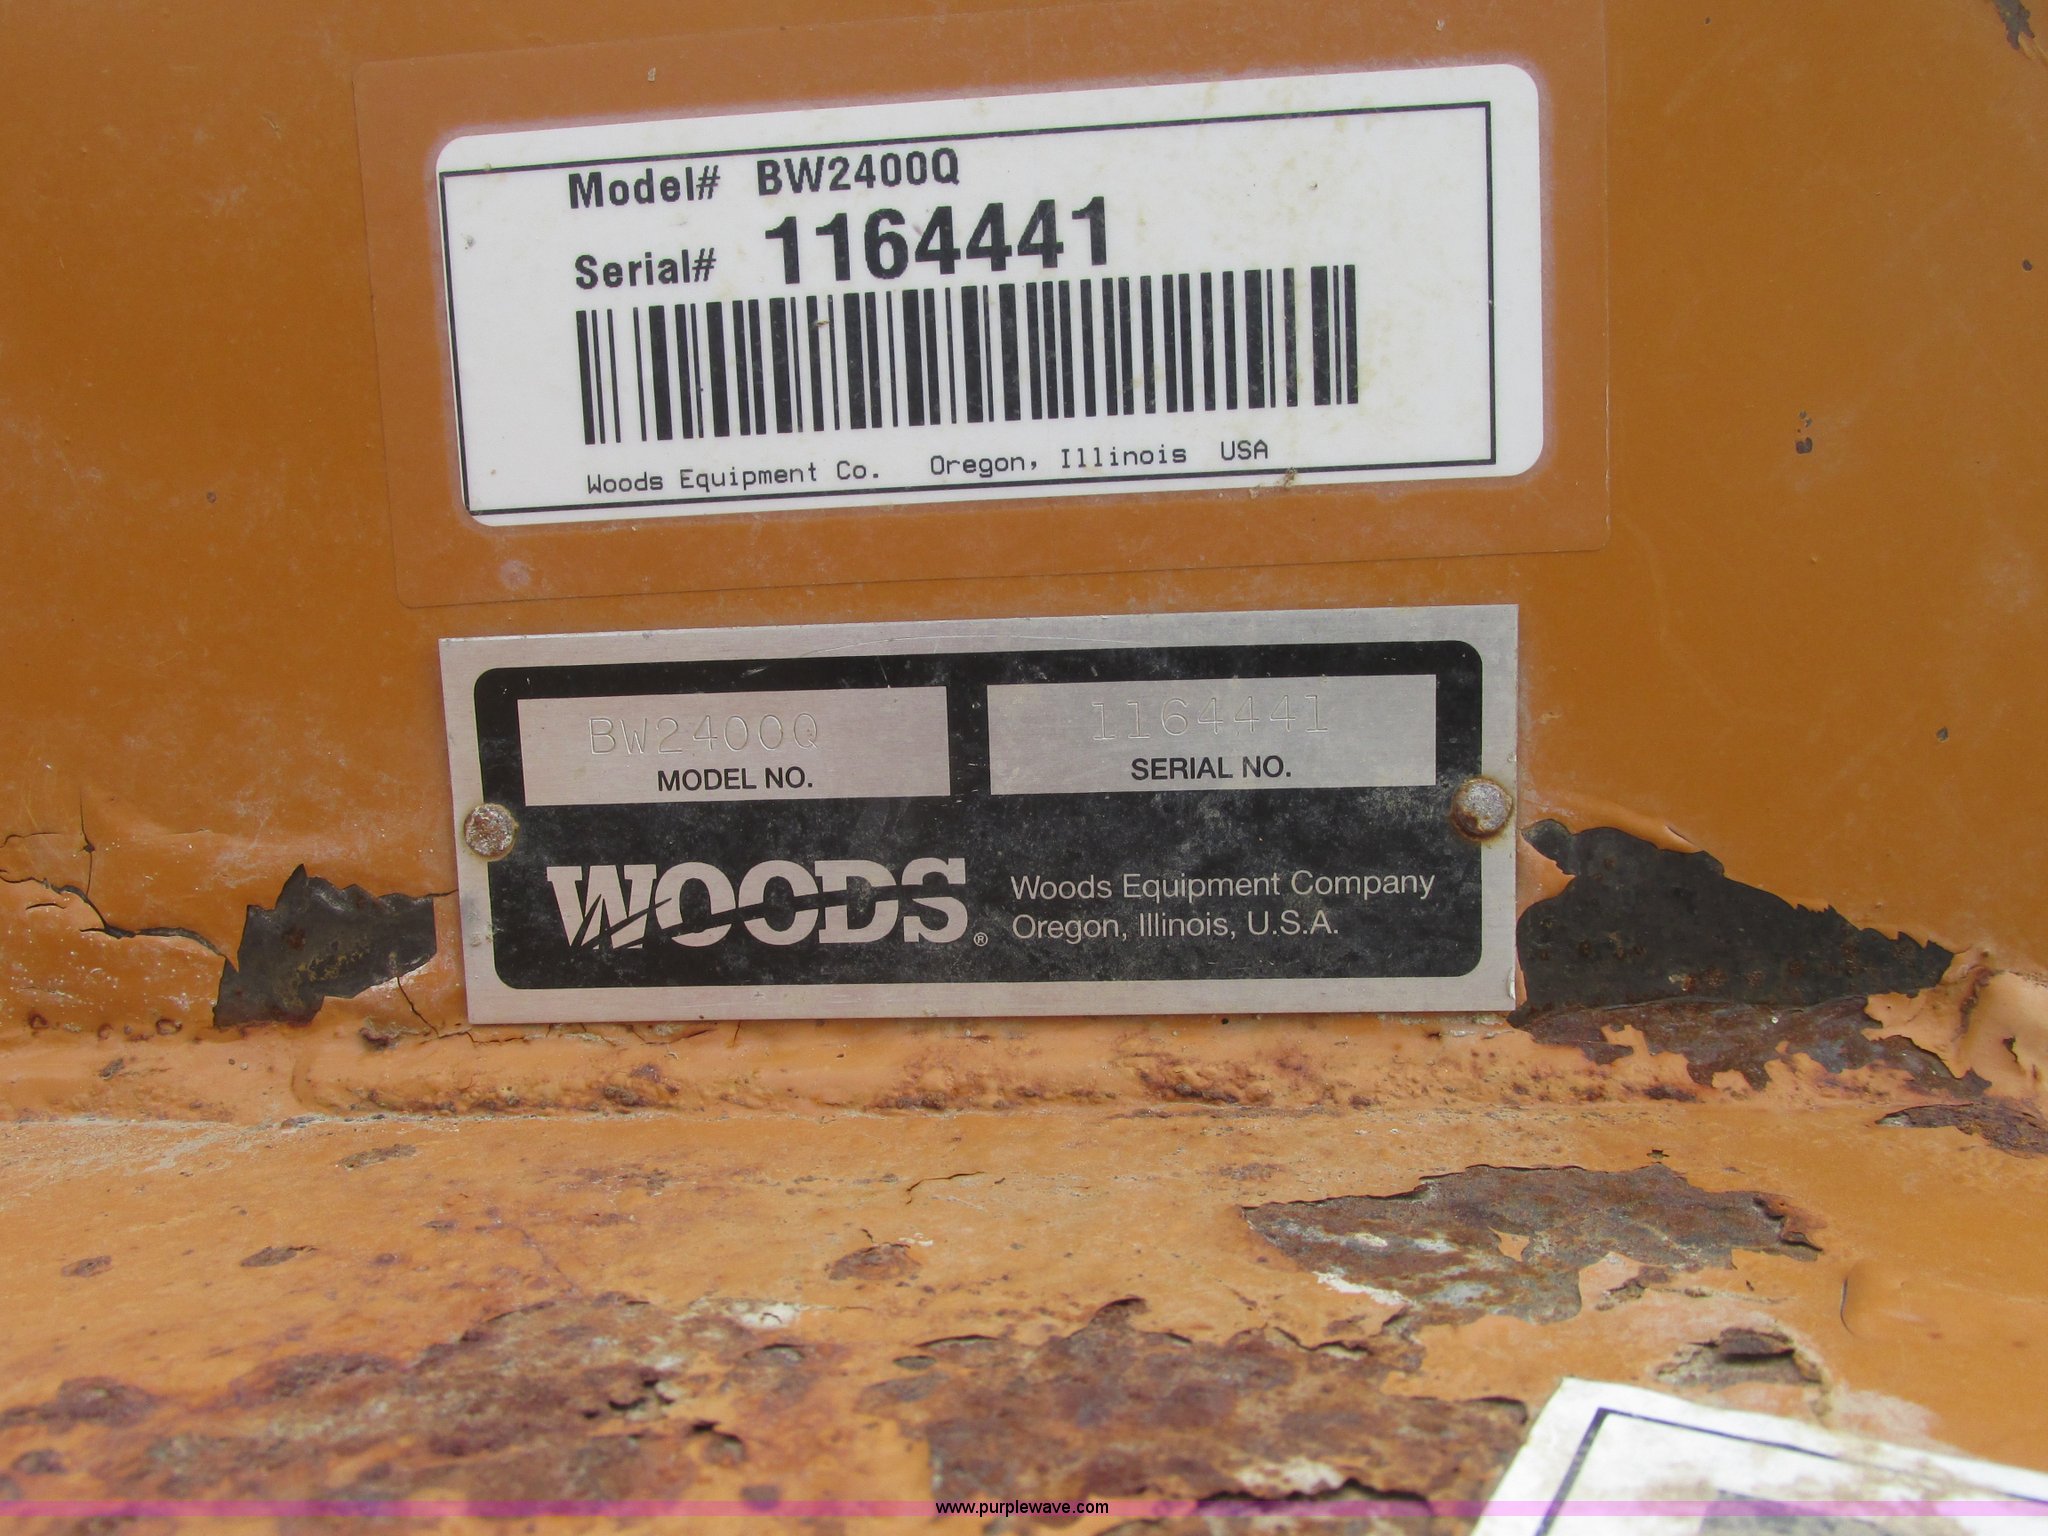 Model# BW2400Q
Serial# 1164441
Woods Equipment Co. Oregon, Illinois USA
BW2400Q 1164441
MODEL NO. SERIAL NO.
WOODS® Woods Equipment Company
Oregon, Illinois, U.S.A.
www.purplewave.com